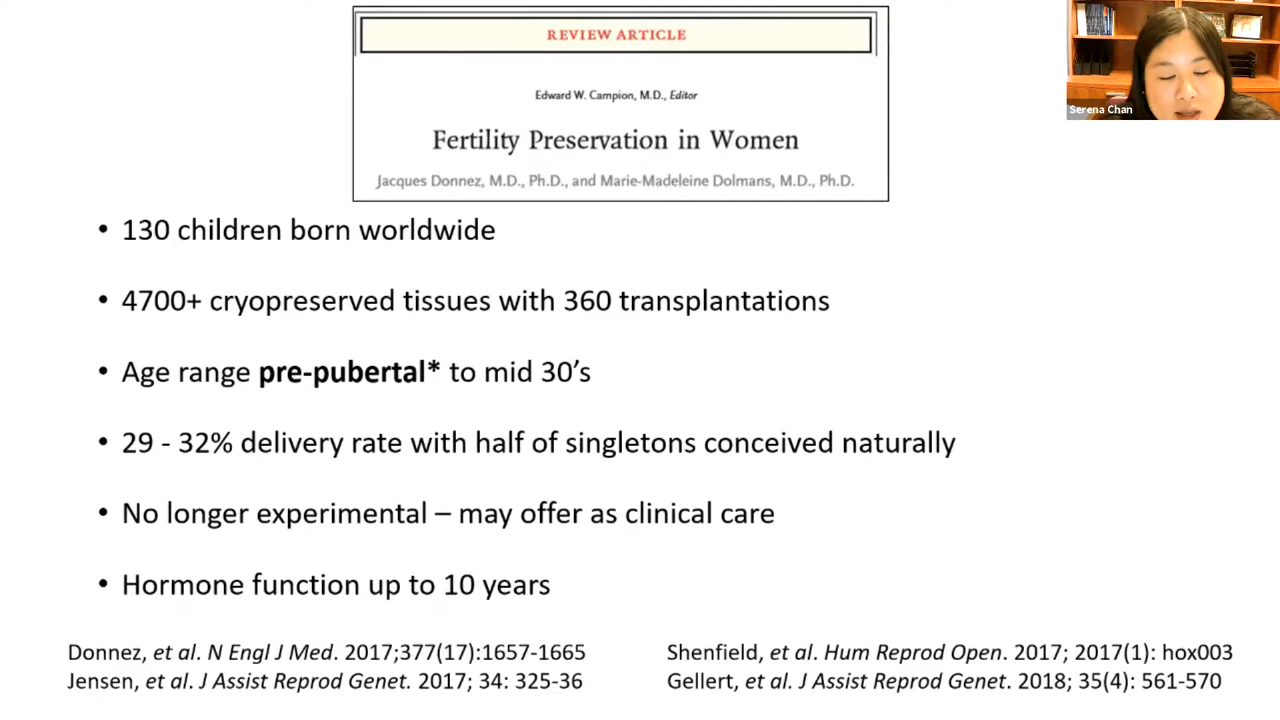 REVIEW ARTICLE
Edward W. Campion, M.D., Editor
Fertility Preservation in Women
Jacques Donnez, M.D., Ph.D., and Marie-Madeleine Dolmans, M.D., Ph.D.
Serena Chan
• 130 children born worldwide
• 4700+ cryopreserved tissues with 360 transplantations
• Age range pre-pubertal* to mid 30’s
• 29 - 32% delivery rate with half of singletons conceived naturally
• No longer experimental – may offer as clinical care
• Hormone function up to 10 years
Donnez, et al. N Engl J Med. 2017;377(17):1657-1665
Jensen, et al. J Assist Reprod Genet. 2017; 34: 325-36
Shenfield, et al. Hum Reprod Open. 2017; 2017(1): hox003
Gellert, et al. J Assist Reprod Genet. 2018; 35(4): 561-570